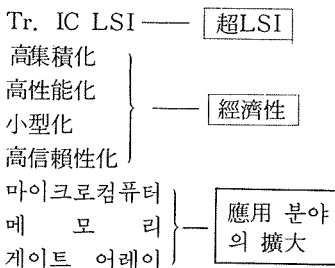 Tr. IC LSI — 超LSI
高集積化
高性能化
小型化
高信賴性化
經濟性
마이크로컴퓨터
메 모 리
게이트 어레이
應用 분야
의 擴大